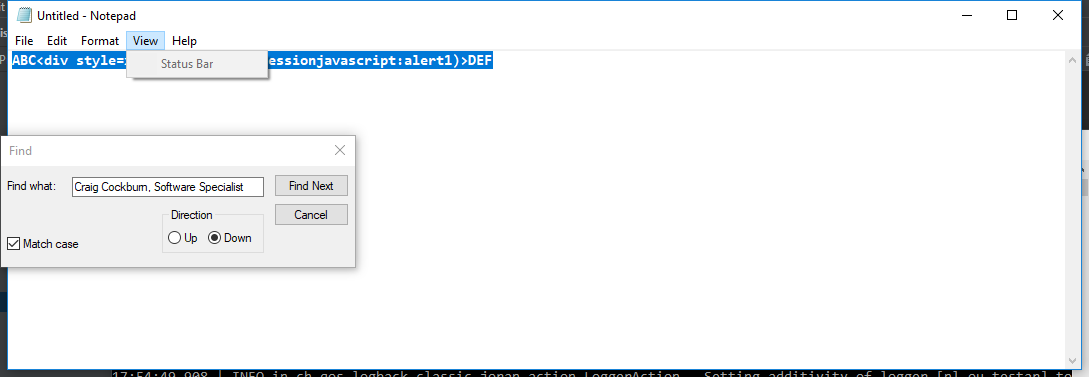 Untitled - Notepad
File Edit Format View Help
Status Bar
ABC<div style= essionjavascript:alert1)>DEF
Find
Find what: Craig Cockburn, Software Specialist Find Next
Direction Cancel
Up Down
Match case
17:54:49.908 | INFO in ch.qos.logback.classic.joran.action.LoggerAction - Setting additivity of logger [nl.ou.testar] to